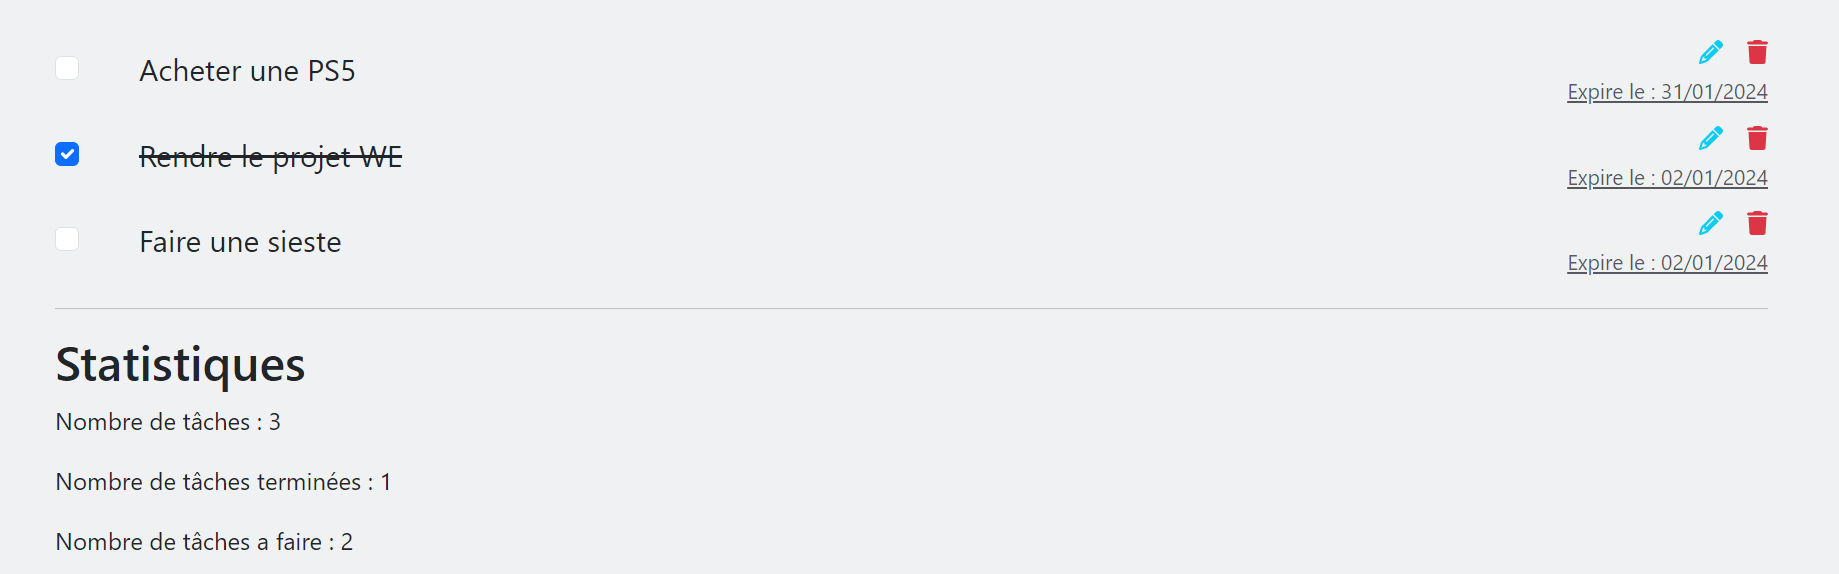 Acheter une PS5
Expire le : 31/01/2024
Rendre le projet WE
Expire le : 02/01/2024
Faire une sieste
Expire le : 02/01/2024
Statistiques
Nombre de tâches : 3
Nombre de tâches terminées : 1
Nombre de tâches a faire : 2